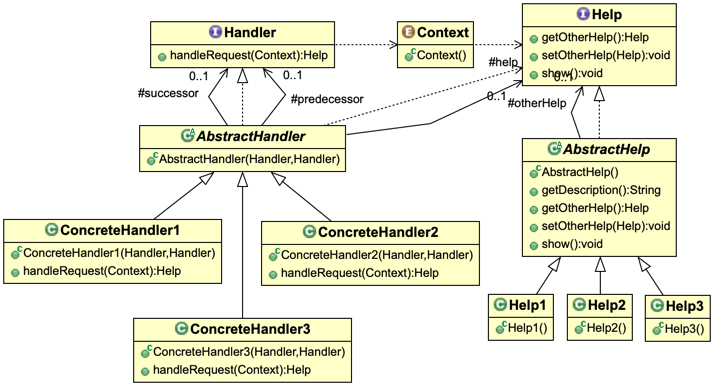 I Handler
handleRequest(Context):Help
E Context
C Context()
I Help
getOtherHelp():Help
setOtherHelp(Help):void
show():void
0..1
0..1
#successor
#predecessor
#help
0..1
0..1
#otherHelp
C A AbstractHandler
C AbstractHandler(Handler,Handler)
C A AbstractHelp
C AbstractHelp()
getDescription():String
getOtherHelp():Help
setOtherHelp(Help):void
show():void
C ConcreteHandler1
C ConcreteHandler1(Handler,Handler)
handleRequest(Context):Help
C ConcreteHandler2
C ConcreteHandler2(Handler,Handler)
handleRequest(Context):Help
C ConcreteHandler3
C ConcreteHandler3(Handler,Handler)
handleRequest(Context):Help
C Help1
C Help1()
C Help2
C Help2()
C Help3
C Help3()